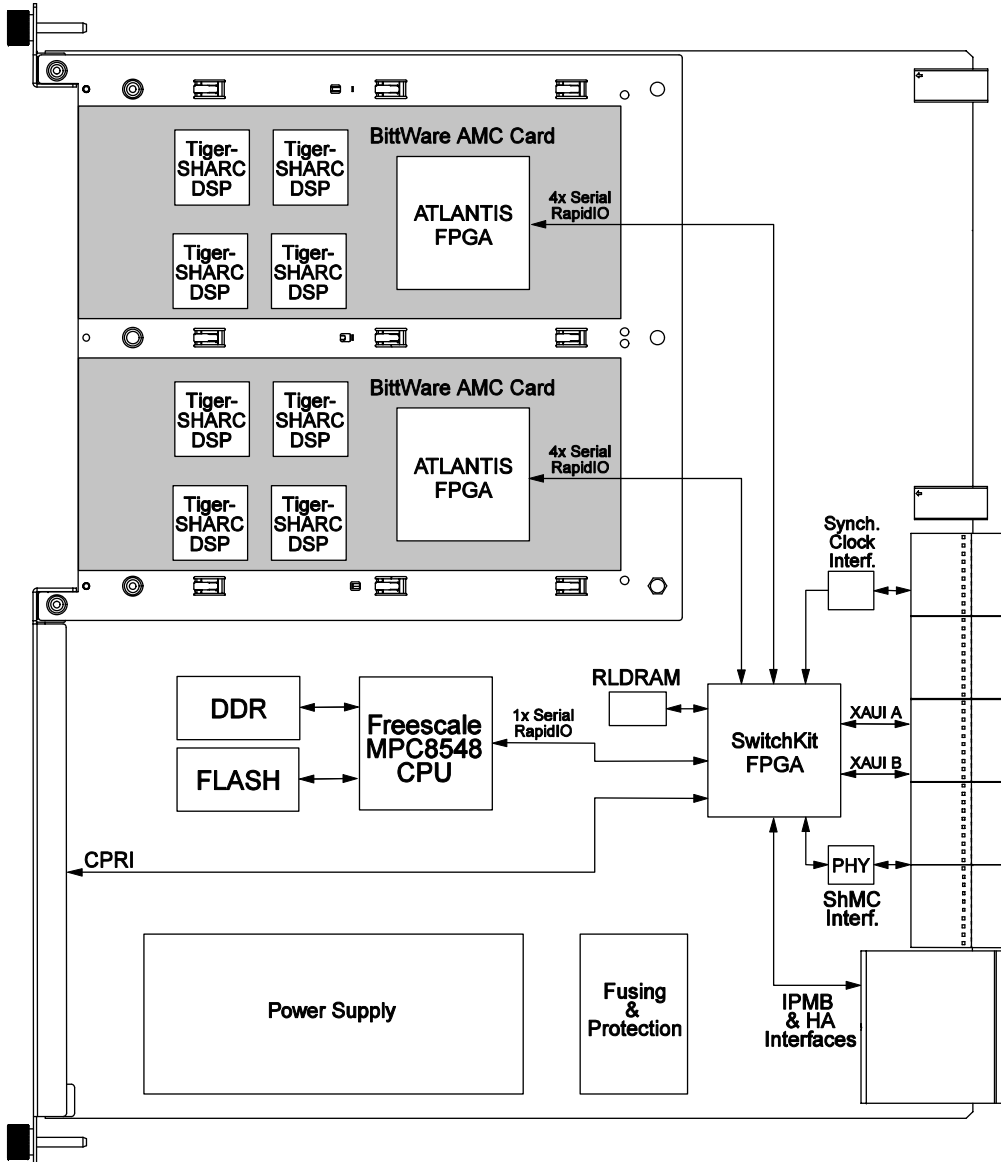 BittWare AMC Card
Tiger-
SHARC
DSP
Tiger-
SHARC
DSP
ATLANTIS
FPGA
4x Serial
RapidIO
Tiger-
SHARC
DSP
Tiger-
SHARC
DSP
BittWare AMC Card
Tiger-
SHARC
DSP
Tiger-
SHARC
DSP
ATLANTIS
FPGA
4x Serial
RapidIO
Tiger-
SHARC
DSP
Tiger-
SHARC
DSP
Synch.
Clock
Interf.
RLDRAM
DDR
FLASH
Freescale
MPC8548
CPU
1x Serial
RapidIO
SwitchKit
FPGA
XAUI A
XAUI B
CPRI
PHY
ShMC
Interf.
Power Supply
Fusing
&
Protection
IPMB
& HA
Interfaces